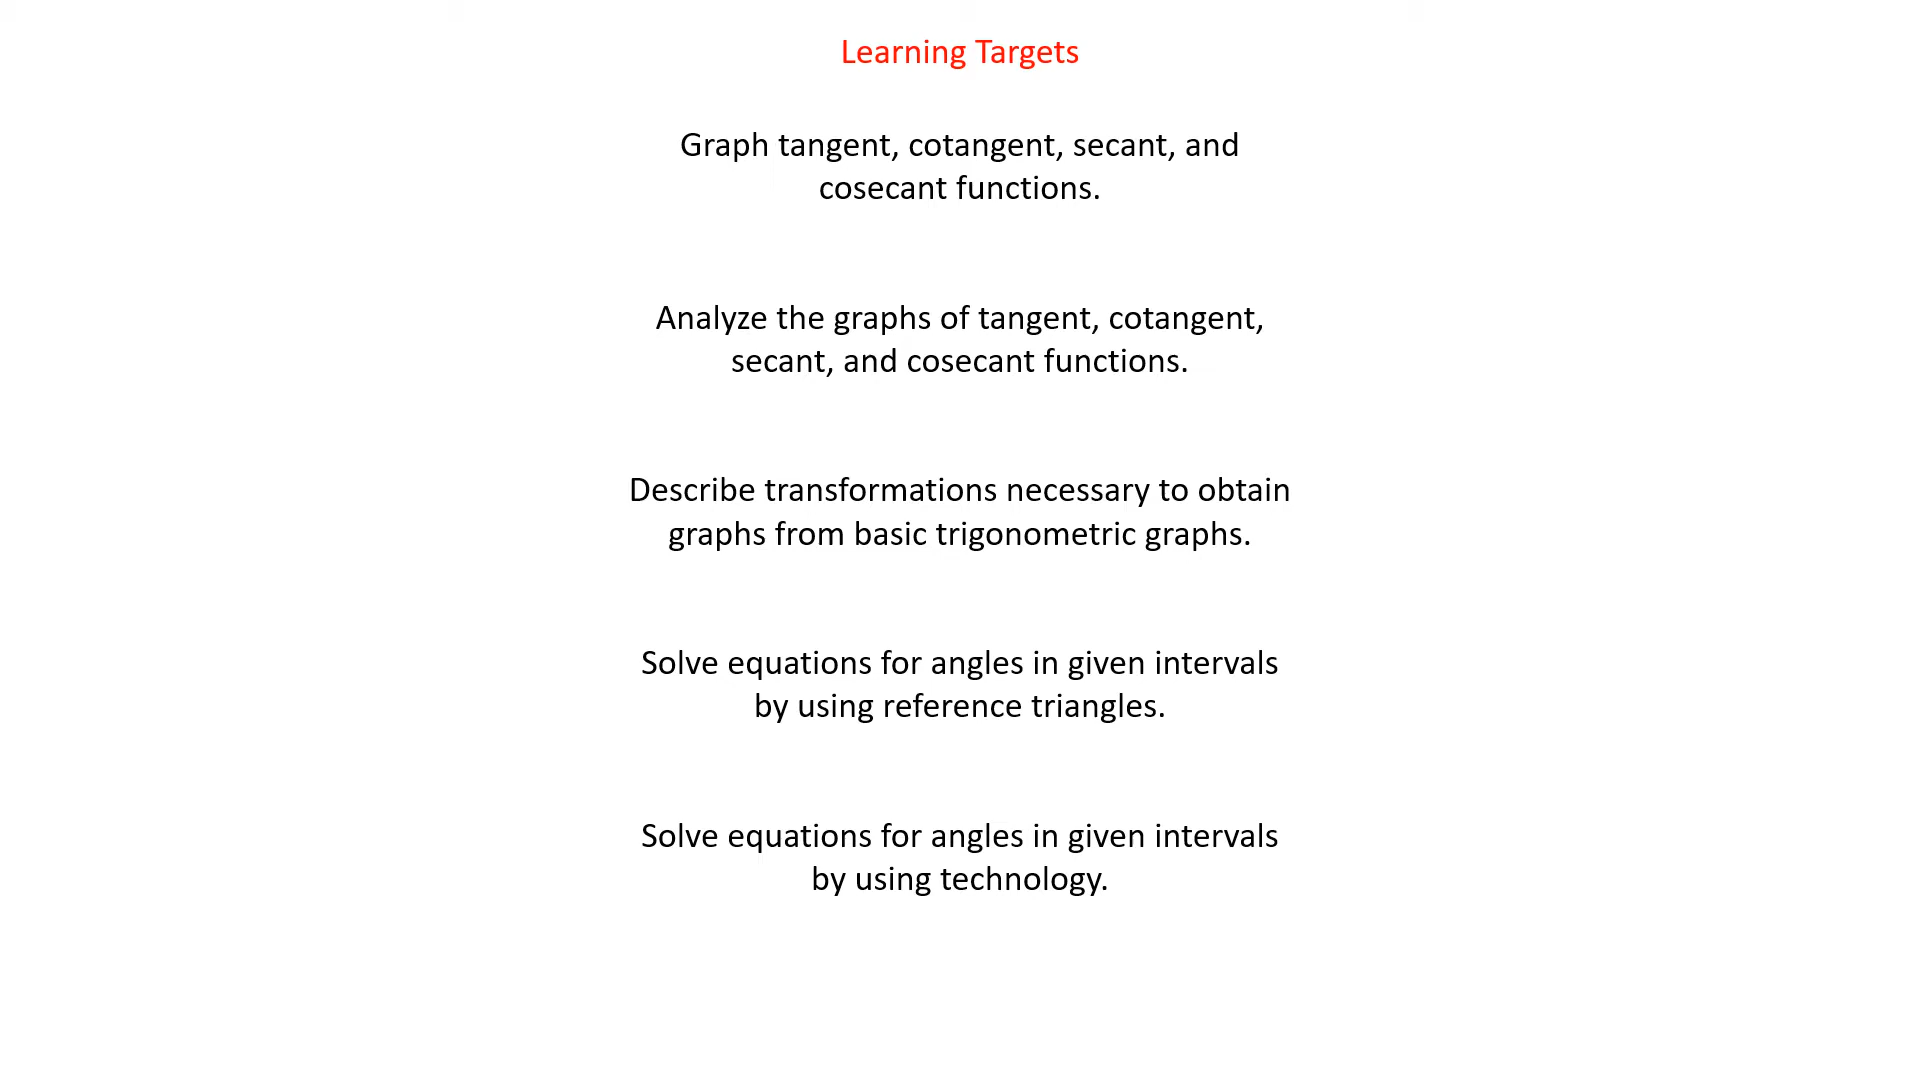 Learning Targets
Graph tangent, cotangent, secant, and
cosecant functions.
Analyze the graphs of tangent, cotangent,
secant, and cosecant functions.
Describe transformations necessary to obtain
graphs from basic trigonometric graphs.
Solve equations for angles in given intervals
by using reference triangles.
Solve equations for angles in given intervals
by using technology.